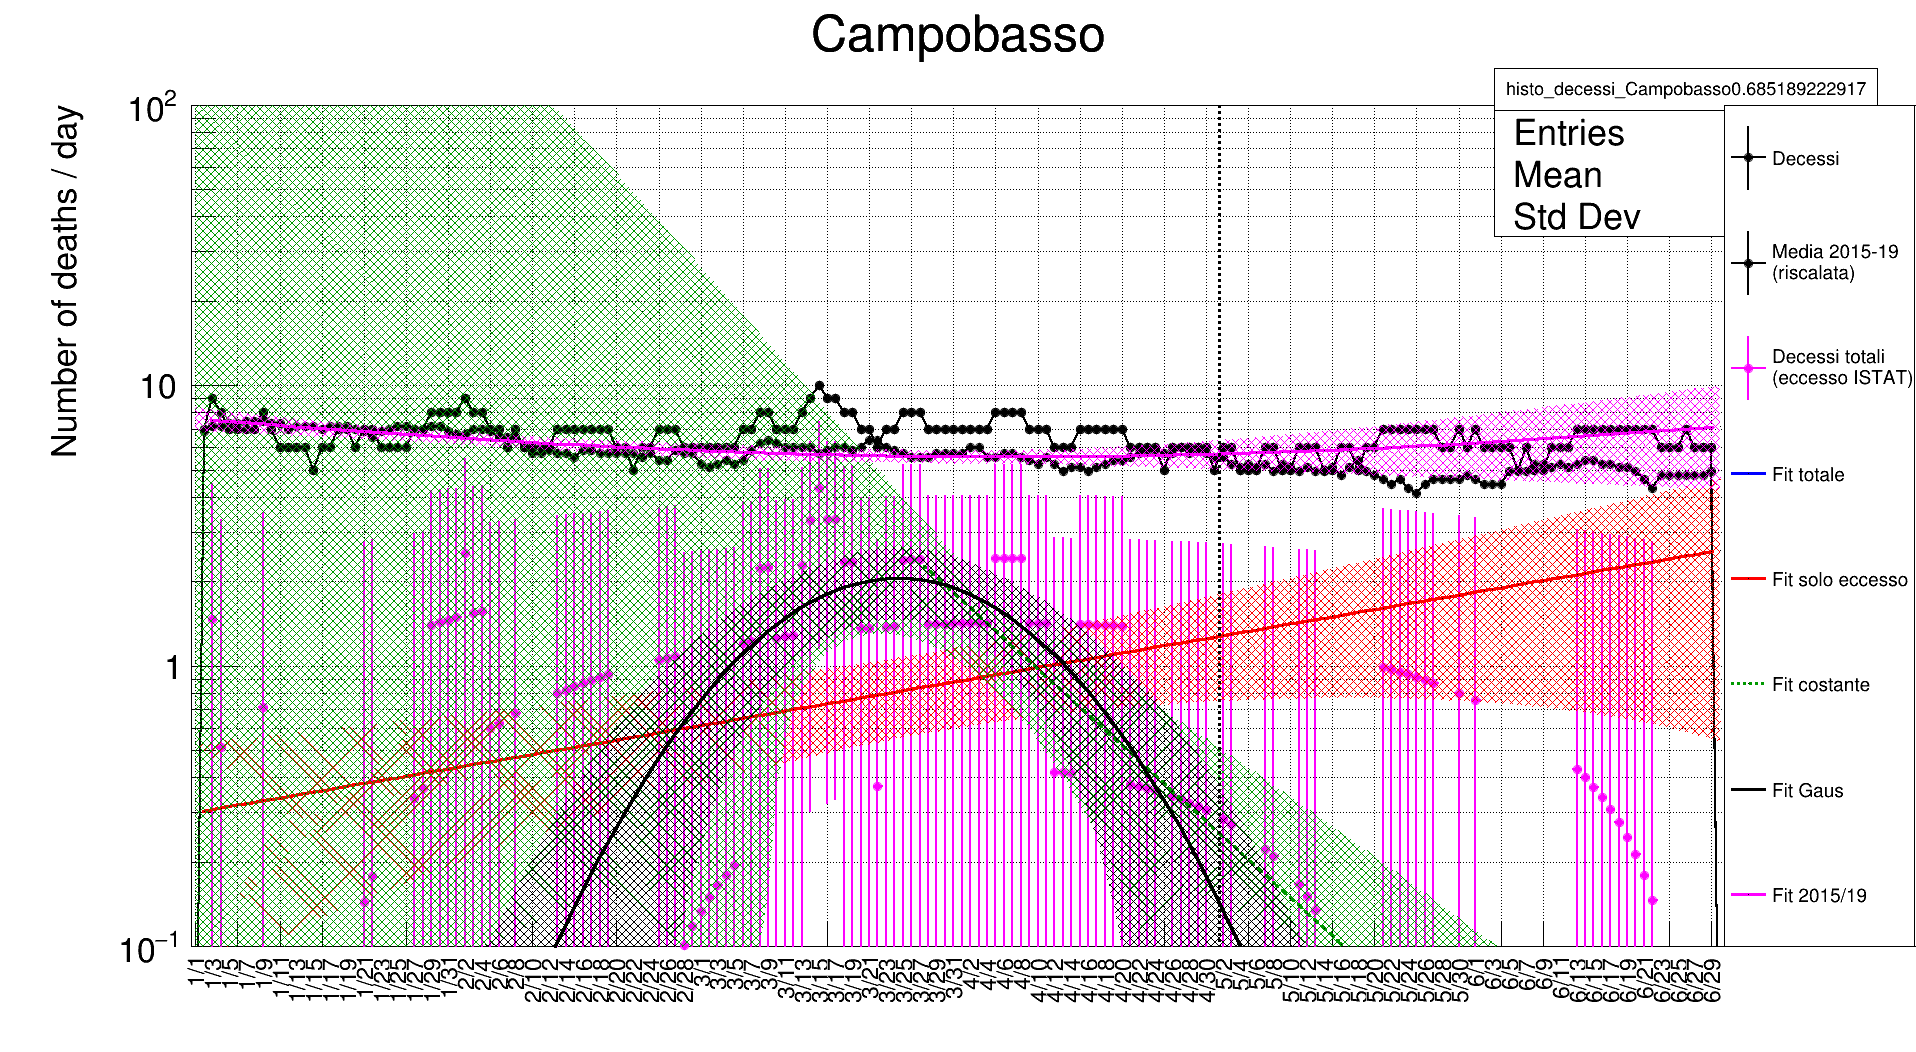 Campobasso
histo_decessi_Campobasso0.685189222917
Entries
Mean
Std Dev
Number of deaths / day
10²
10
1
10⁻¹
Decessi
Media 2015-19
(riscalata)
Decessi totali
(eccesso ISTAT)
Fit totale
Fit solo eccesso
Fit costante
Fit Gaus
Fit 2015/19
1/1 1/3 1/5 1/7 1/9 1/11 1/13 1/15 1/17 1/19 1/21 1/23 1/25 1/27 1/29 1/31 2/2 2/4 2/6 2/8 2/10 2/12 2/14 2/16 2/18 2/20 2/22 2/24 2/26 2/28 3/1 3/3 3/5 3/7 3/9 3/11 3/13 3/15 3/17 3/19 3/21 3/23 3/25 3/27 3/29 3/31 4/2 4/4 4/6 4/8 4/10 4/12 4/14 4/16 4/18 4/20 4/22 4/24 4/26 4/28 4/30 5/2 5/4 5/6 5/8 5/10 5/12 5/14 5/16 5/18 5/20 5/22 5/24 5/26 5/28 5/30 6/1 6/3 6/5 6/7 6/9 6/11 6/13 6/15 6/17 6/19 6/21 6/23 6/25 6/27 6/29